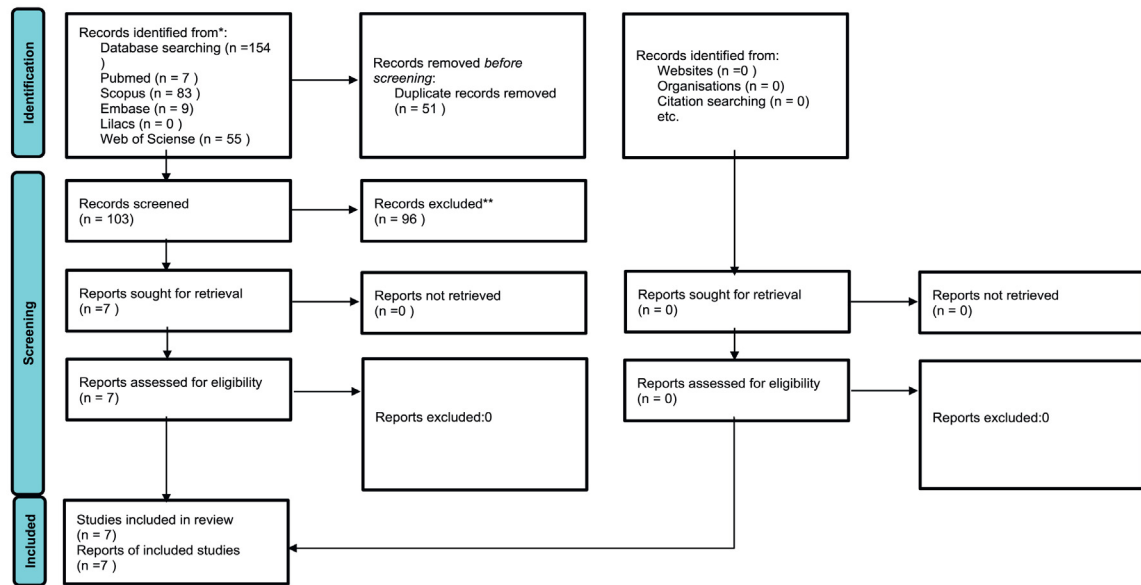 Identification
Records identified from*:
Database searching (n =154
)
Pubmed (n = 7 )
Scopus (n = 83 )
Embase (n = 9)
Lilacs (n = 0 )
Web of Sciense (n = 55 )
Records removed before
screening:
Duplicate records removed
(n = 51 )
Records identified from:
Websites (n =0 )
Organisations (n = 0)
Citation searching (n = 0)
etc.
Screening
Records screened
(n = 103)
Records excluded**
(n = 96 )
Reports sought for retrieval
(n =7 )
Reports not retrieved
(n =0 )
Reports sought for retrieval
(n = 0)
Reports not retrieved
(n = 0)
Reports assessed for eligibility
(n = 7)
Reports excluded:0
Reports assessed for eligibility
(n = 0)
Reports excluded:0
Included
Studies included in review
(n = 7)
Reports of included studies
(n =7 )